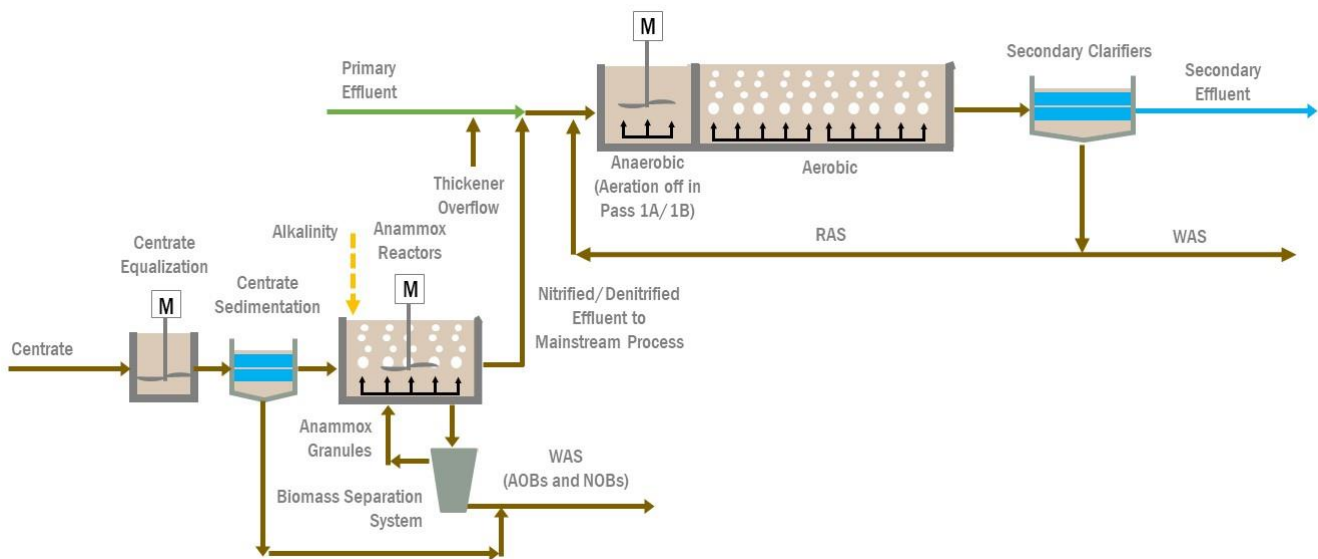 M
Primary
Effluent
Secondary Clarifiers
Secondary
Effluent
Thickener
Overflow
Anaerobic
(Aeration off in
Pass 1A/1B)
Aerobic
RAS
WAS
Centrate
Equalization
M
Centrate
Sedimentation
Alkalinity
Anammox
Reactors
M
Nitrified/Denitrified
Effluent to
Mainstream Process
Centrate
Anammox
Granules
Biomass Separation
System
WAS
(AOBs and NOBs)